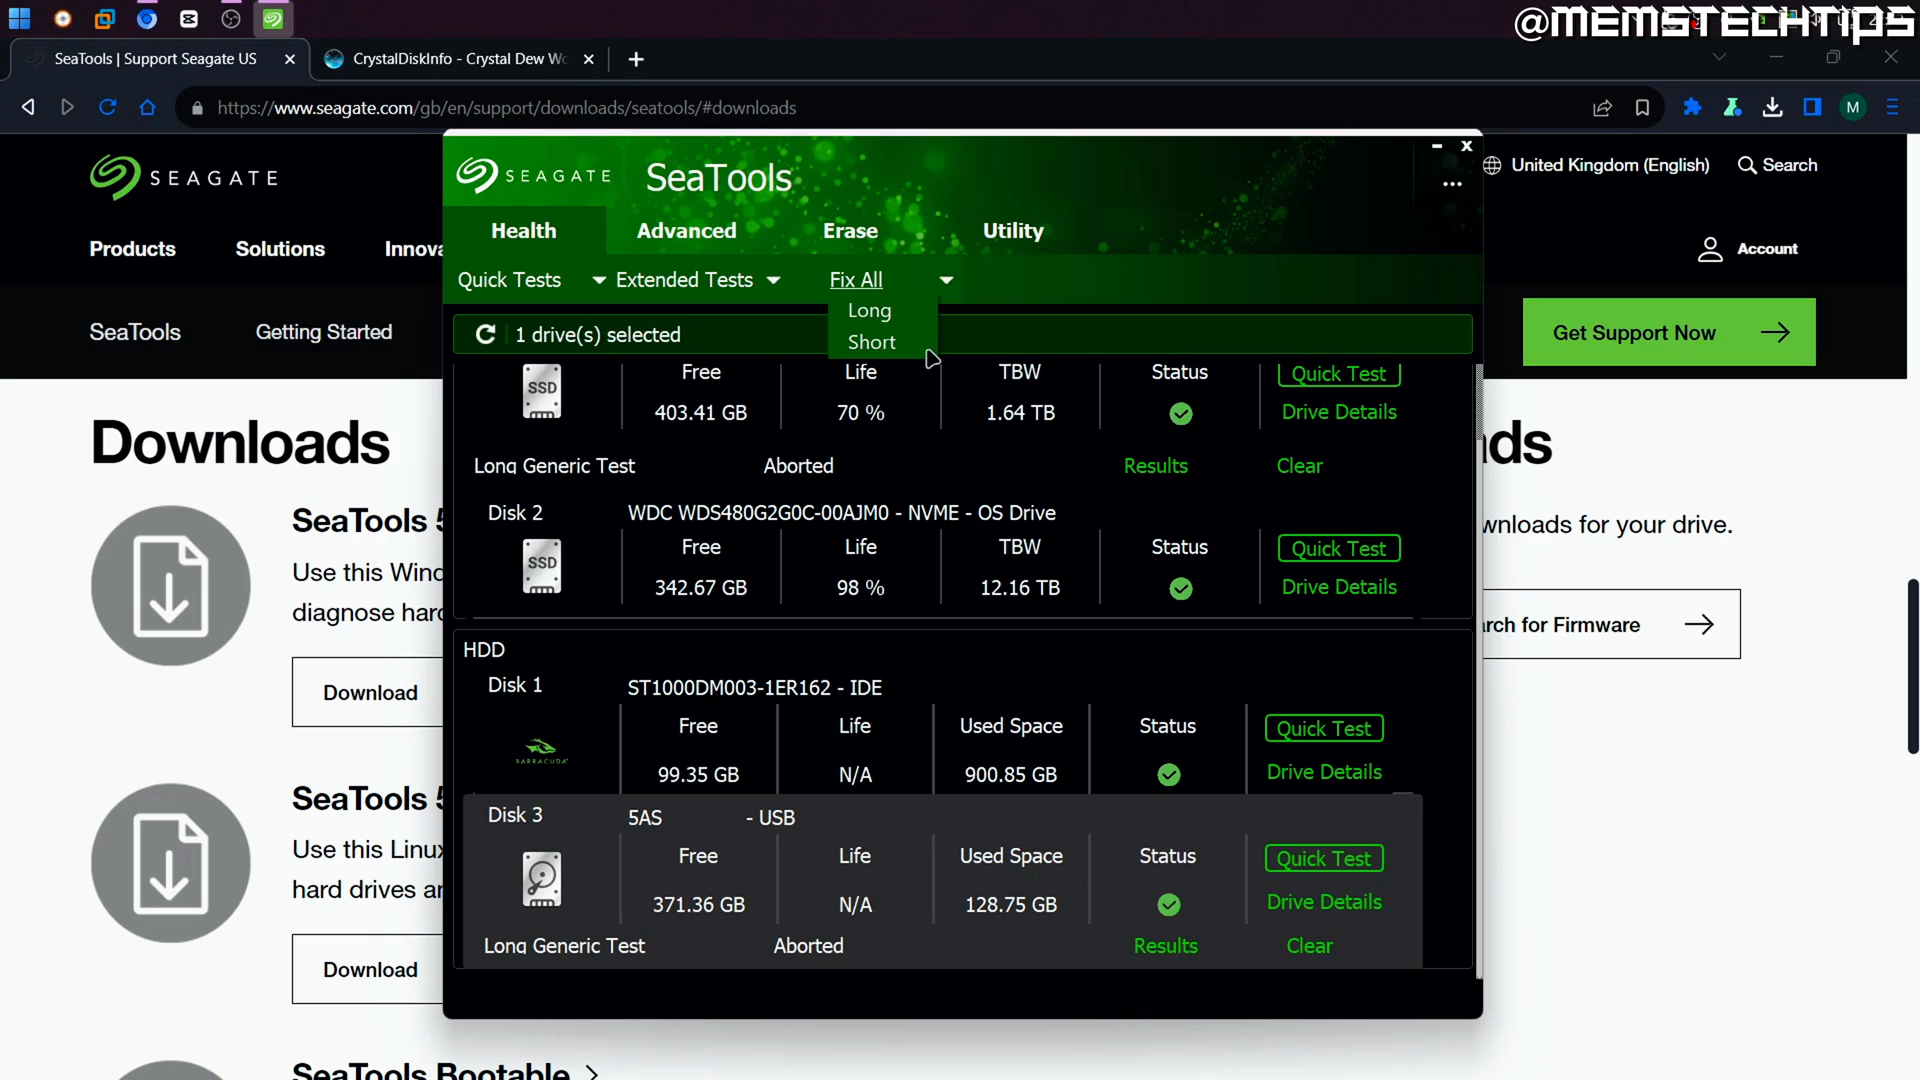 @MEMSTECHTIPS
SeaTools | Support Seagate US
CrystalDiskInfo - Crystal Dew Wo
https://www.seagate.com/gb/en/support/downloads/seatools/#downloads
M
SEAGATE
SEAGATE
SeaTools
United Kingdom (English)
Search
Products
Solutions
Innova
Health
Advanced
Erase
Utility
Account
Quick Tests
Extended Tests
Fix All
Long
Short
SeaTools
Getting Started
1 drive(s) selected
Get Support Now
SSD
Free
Life
TBW
Status
Quick Test
403.41 GB
70 %
1.64 TB
Drive Details
Downloads
ds
Long Generic Test
Aborted
Results
Clear
Disk 2
WDC WDS480G2G0C-00AJM0 - NVME - OS Drive
SSD
Free
Life
TBW
Status
Quick Test
342.67 GB
98 %
12.16 TB
Drive Details
SeaTools 5
wnloads for your drive.
Use this Wind
diagnose hard
rch for Firmware
Download
HDD
Disk 1
ST1000DM003-1ER162 - IDE
BARRACUDA
Free
Life
Used Space
Status
Quick Test
99.35 GB
N/A
900.85 GB
Drive Details
SeaTools 5
Use this Linux
hard drives an
Download
Disk 3
5AS - USB
Free
Life
Used Space
Status
Quick Test
371.36 GB
N/A
128.75 GB
Drive Details
Long Generic Test
Aborted
Results
Clear
SeaTools Bootable